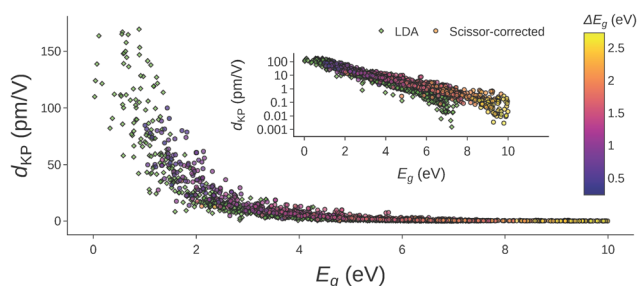 LDA Scissor-corrected
ΔE_g (eV)
2.5
2.0
1.5
1.0
0.5
d_KP (pm/V)
150
100
50
0
0 2 4 6 8 10
E_g (eV)
d_KP (pm/V)
100
10
1
0.1
0.01
0.001
0 2 4 6 8 10
E_g (eV)